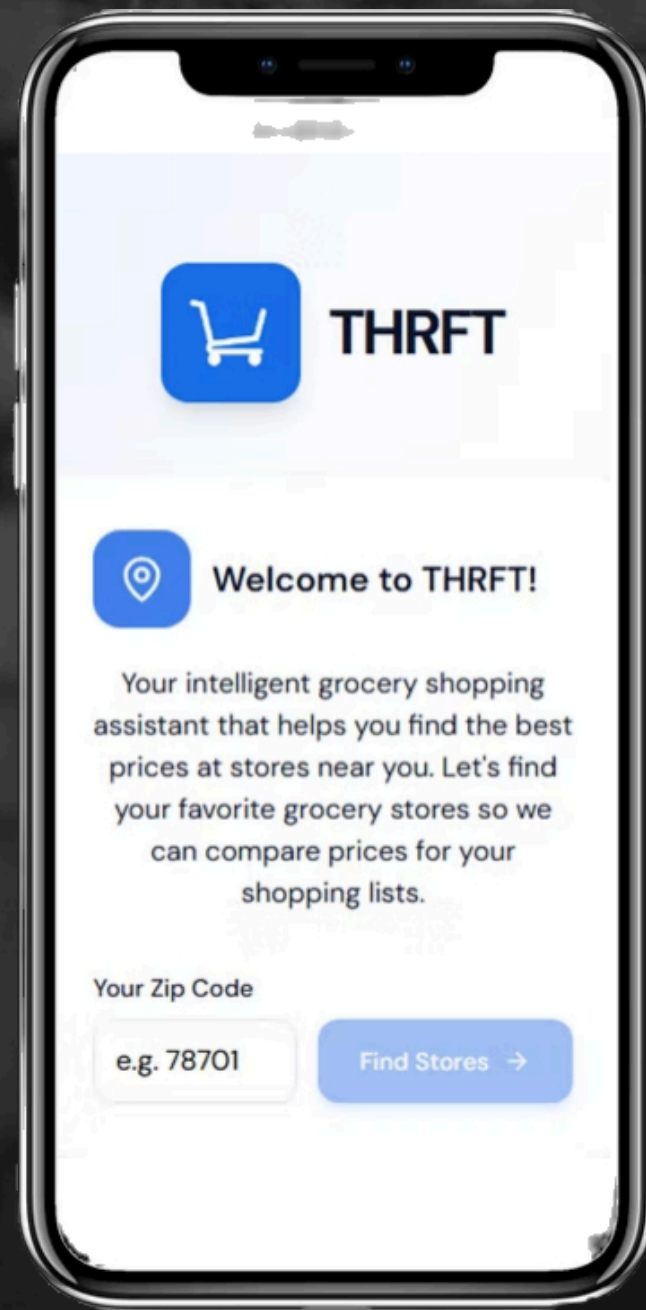 THRFT
Welcome to THRFT!
Your intelligent grocery shopping
assistant that helps you find the best
prices at stores near you. Let's find
your favorite grocery stores so we
can compare prices for your
shopping lists.
Your Zip Code
e.g. 78701
Find Stores →